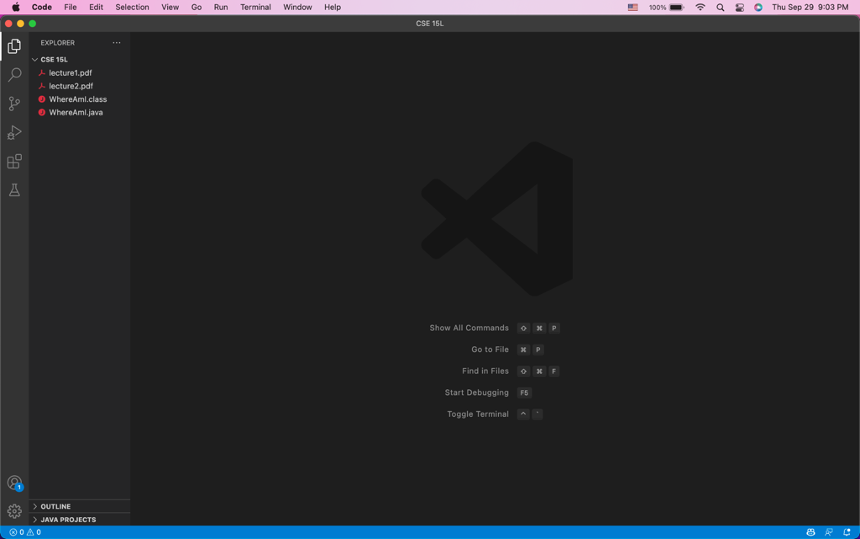 Code File Edit Selection View Go Run Terminal Window Help 100% Thu Sep 29 9:03 PM
CSE 15L
EXPLORER ...
CSE 15L
lecture1.pdf
lecture2.pdf
WhereAmI.class
WhereAmI.java
Show All Commands ⇧ ⌘ P
Go to File ⌘ P
Find in Files ⇧ ⌘ F
Start Debugging F5
Toggle Terminal ^ `
1
OUTLINE
JAVA PROJECTS
0 0